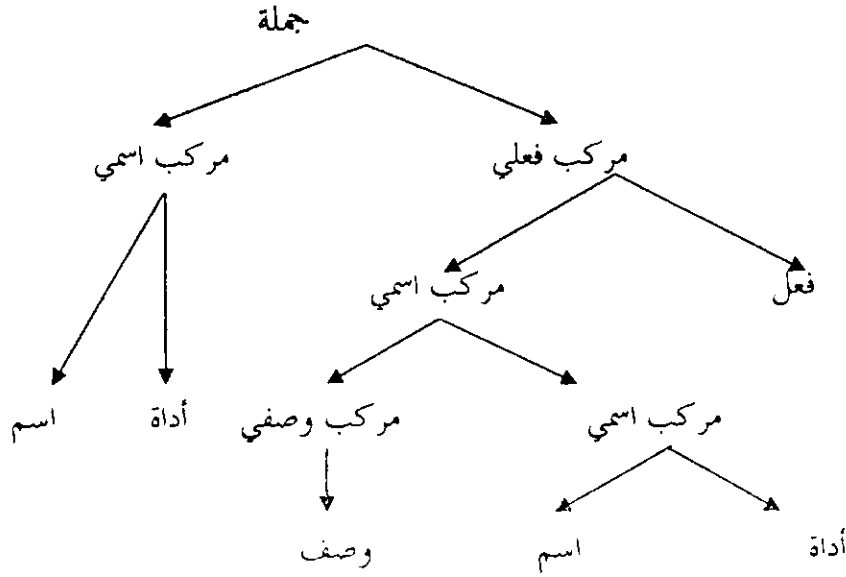 جملة
مركب فعلي مركب اسمي
فعل مركب اسمي
مركب اسمي مركب وصفي أداة اسم
أداة اسم وصف